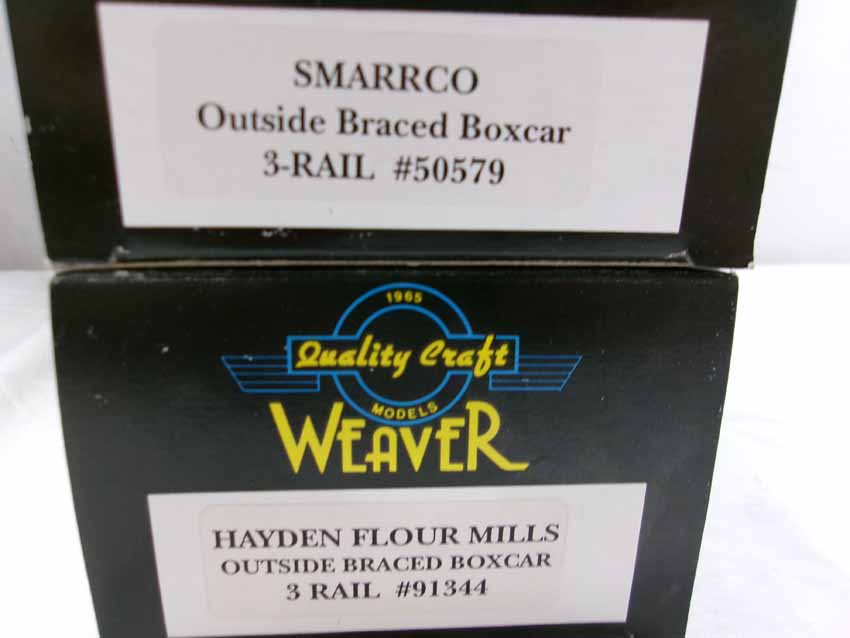 SMARRCO
Outside Braced Boxcar
3-RAIL #50579
1965
Quality Craft
MODELS
WEAVER
HAYDEN FLOUR MILLS
OUTSIDE BRACED BOXCAR
3 RAIL #91344